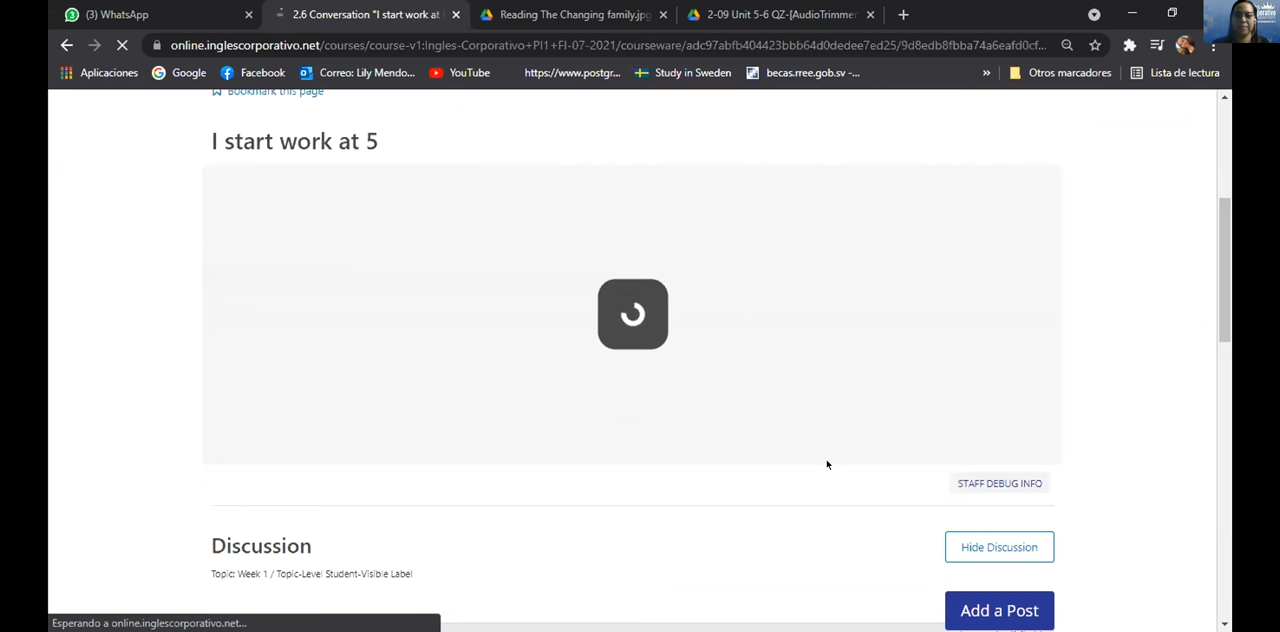 (3) WhatsApp
2.6 Conversation "I start work at
Reading The Changing family.jpg
2-09 Unit 5-6 QZ-[AudioTrimmer
online.inglescorporativo.net/courses/course-v1:Ingles-Corporativo+PI1+FI-07-2021/courseware/adc97abfb404423bbb64d0dedee7ed25/9d8edb8fbba74a6eafd0cf...
Aplicaciones
Google
Facebook
Correo: Lily Mendo...
YouTube
https://www.postgr...
Study in Sweden
becas.rree.gob.sv -...
»
Otros marcadores
Lista de lectura
Bookmark this page
I start work at 5
STAFF DEBUG INFO
Discussion
Hide Discussion
Topic: Week 1 / Topic-Level Student-Visible Label
Add a Post
Esperando a online.inglescorporativo.net...